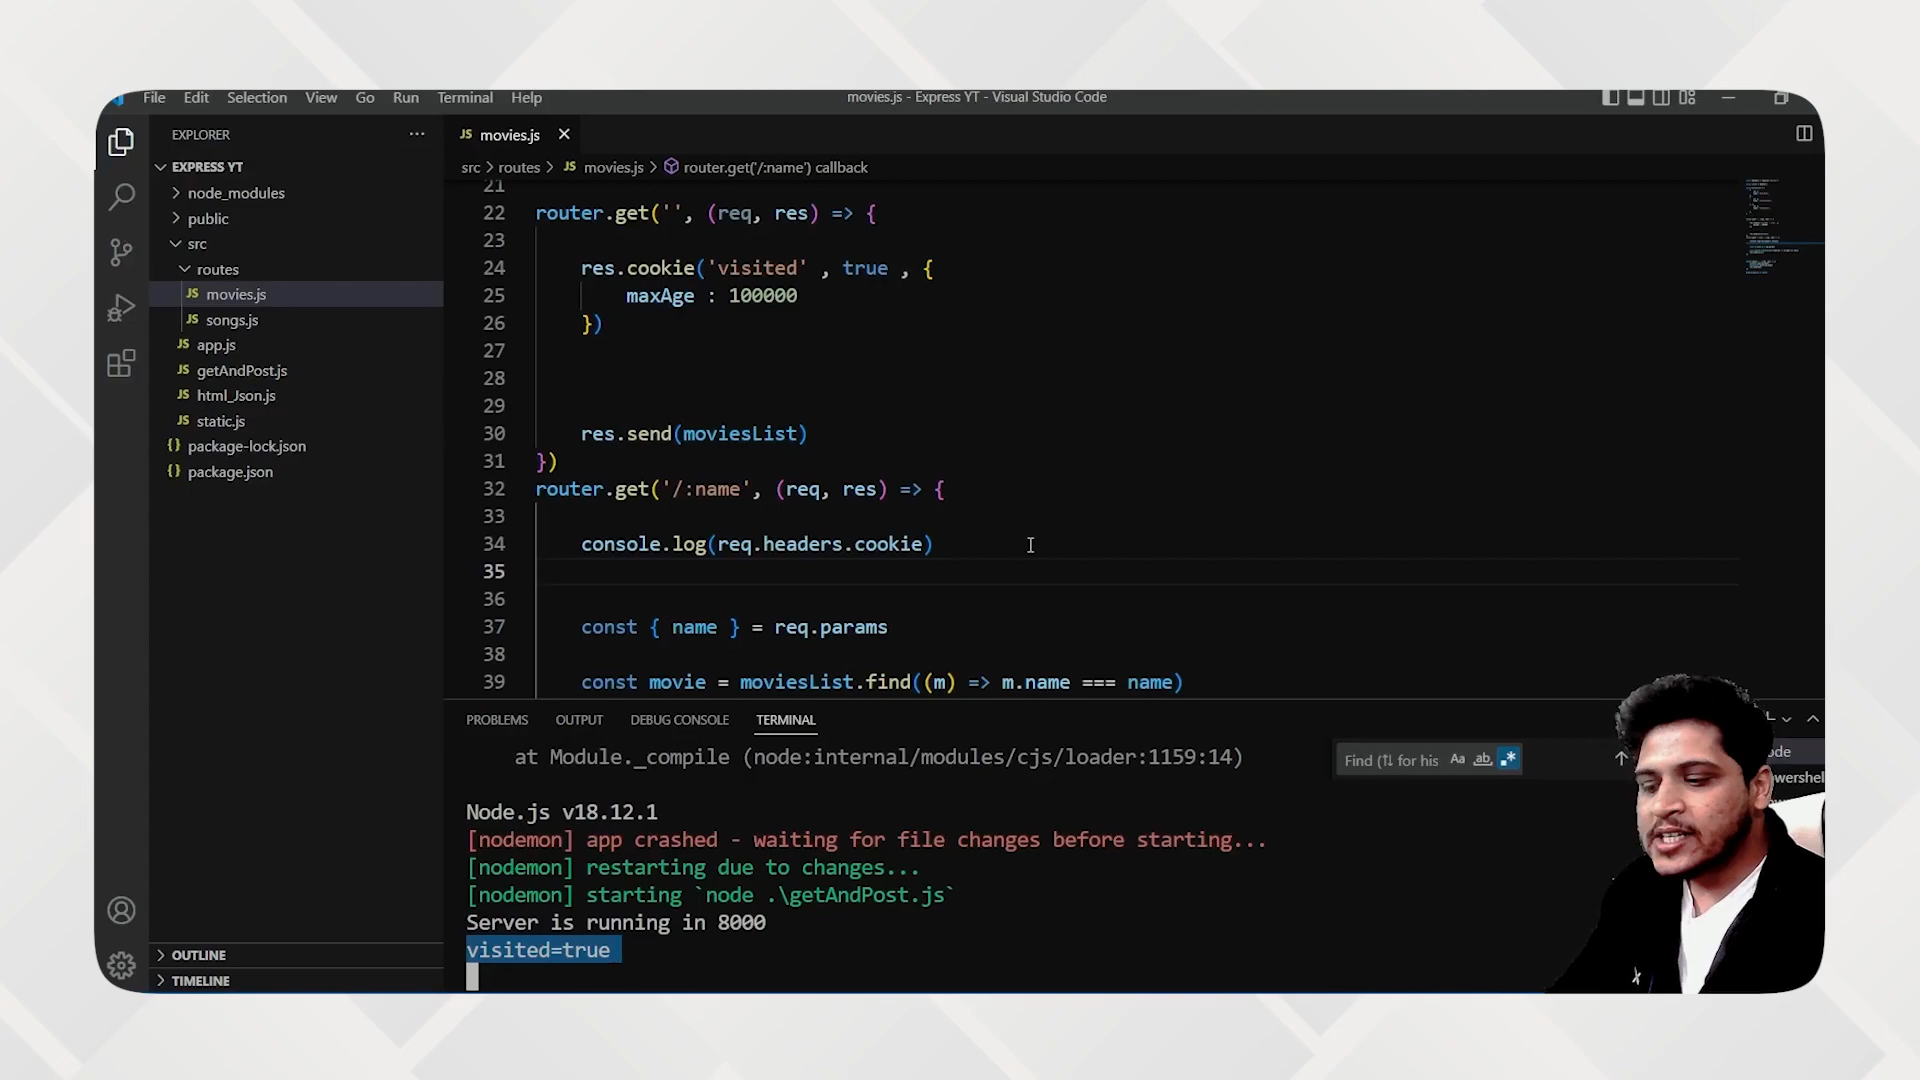 File Edit Selection View Go Run Terminal Help
movies.js - Express YT - Visual Studio Code
EXPLORER
EXPRESS YT
node_modules
public
src
routes
JS movies.js
JS songs.js
JS app.js
JS getAndPost.js
JS html_Json.js
JS static.js
{} package-lock.json
{} package.json
OUTLINE
TIMELINE
JS movies.js
src > routes > JS movies.js > router.get('/:name') callback
21
22 router.get('', (req, res) => {
23
24 res.cookie('visited' , true , {
25 maxAge : 100000
26 })
27
28
29
30 res.send(moviesList)
31 })
32 router.get('/:name', (req, res) => {
33
34 console.log(req.headers.cookie)
35
36
37 const { name } = req.params
38
39 const movie = moviesList.find((m) => m.name === name)
PROBLEMS OUTPUT DEBUG CONSOLE TERMINAL
at Module._compile (node:internal/modules/cjs/loader:1159:14)
Find (⇅ for his Aa ab .*
Node.js v18.12.1
[nodemon] app crashed - waiting for file changes before starting...
[nodemon] restarting due to changes...
[nodemon] starting `node .\getAndPost.js`
Server is running in 8000
visited=true